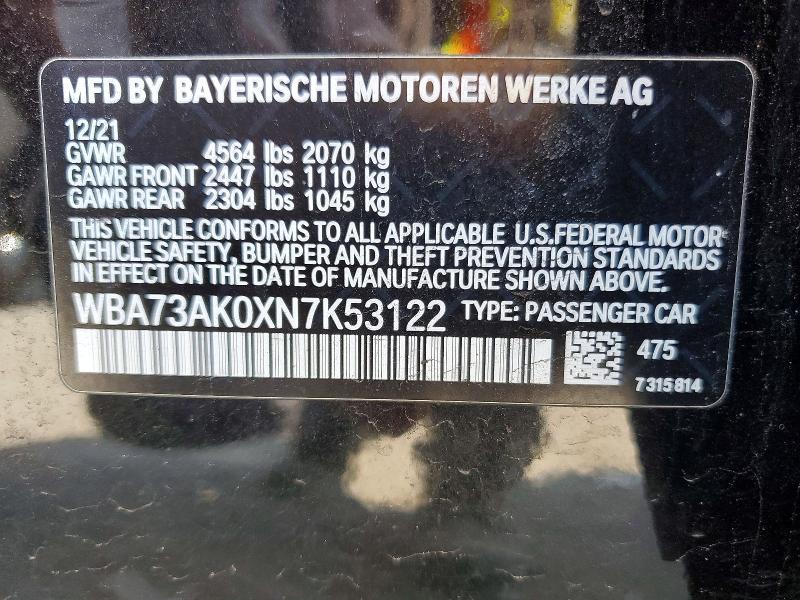 MFD BY BAYERISCHE MOTOREN WERKE AG
12/21
GVWR 4564 lbs 2070 kg
GAWR FRONT 2447 lbs 1110 kg
GAWR REAR 2304 lbs 1045 kg
THIS VEHICLE CONFORMS TO ALL APPLICABLE U.S.FEDERAL MOTOR
VEHICLE SAFETY, BUMPER AND THEFT PREVENTION STANDARDS
IN EFFECT ON THE DATE OF MANUFACTURE SHOWN ABOVE.
WBA73AK0XN7K53122 TYPE: PASSENGER CAR
475
7315814